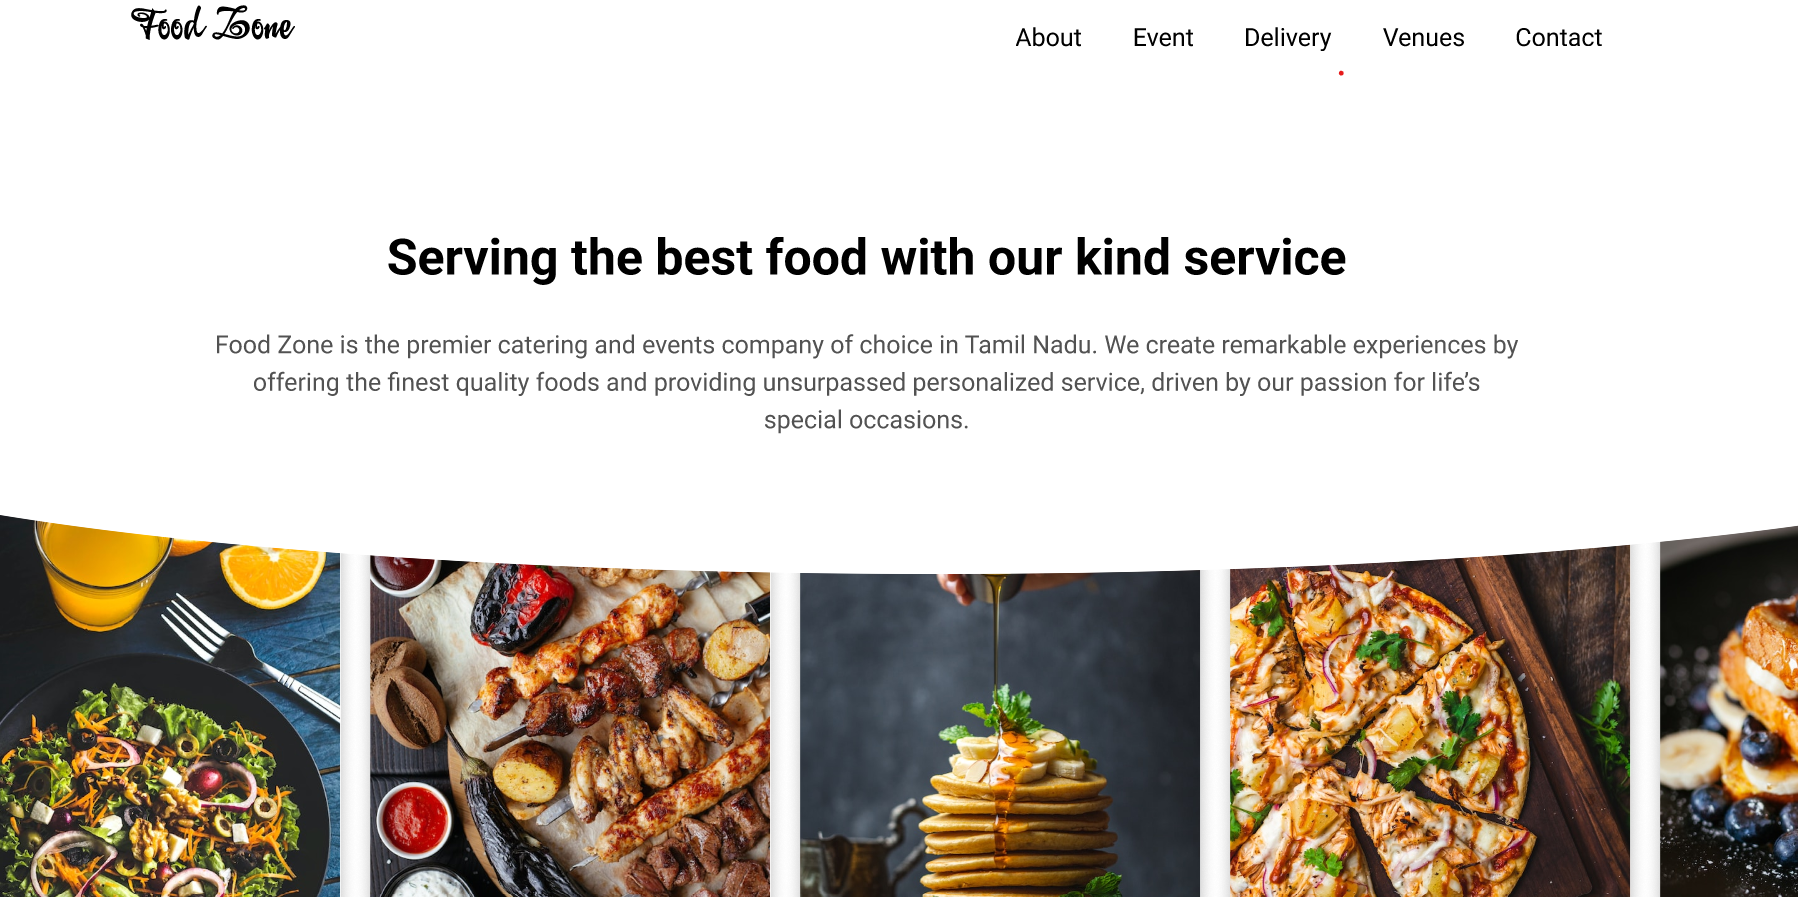 Food Zone
About Event Delivery Venues Contact
Serving the best food with our kind service
Food Zone is the premier catering and events company of choice in Tamil Nadu. We create remarkable experiences by
offering the finest quality foods and providing unsurpassed personalized service, driven by our passion for life’s
special occasions.